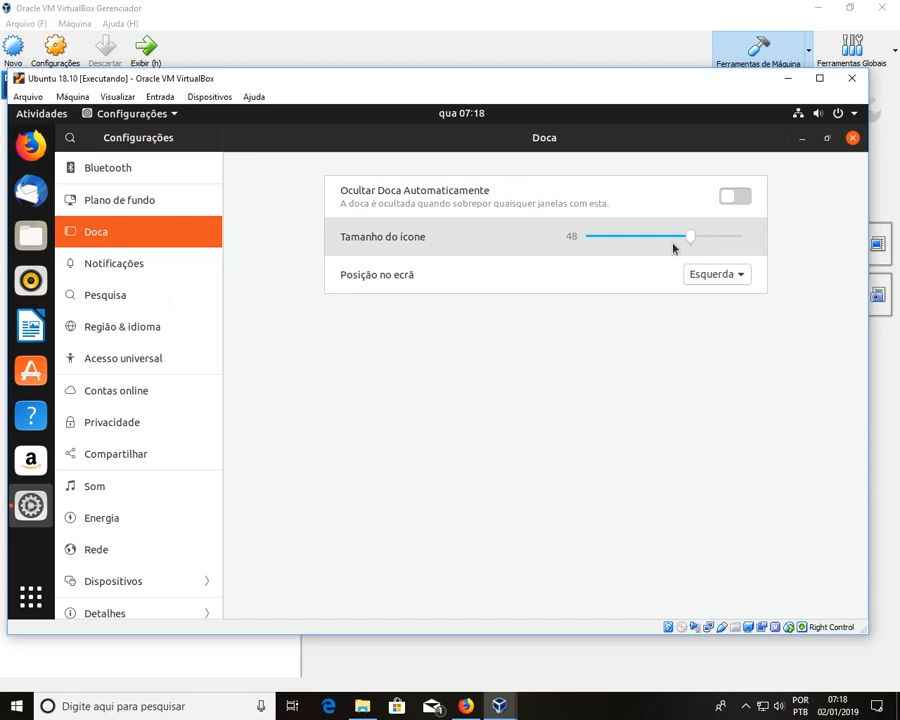 Oracle VM VirtualBox Gerenciador
Arquivo (F) Máquina Ajuda (H)
Novo Configurações Descartar Exibir (h) Ferramentas de Máquina Ferramentas Globais
Ubuntu 18.10 [Executando] - Oracle VM VirtualBox
Arquivo Máquina Visualizar Entrada Dispositivos Ajuda
Atividades Configurações qua 07:18
Configurações Doca
Bluetooth
Plano de fundo
Doca
Notificações
Pesquisa
Região & idioma
Acesso universal
Contas online
Privacidade
Compartilhar
Som
Energia
Rede
Dispositivos
Detalhes
Ocultar Doca Automaticamente
A doca é ocultada quando sobrepor quaisquer janelas com esta.
Tamanho do ícone 48
Posição no ecrã Esquerda
Right Control
Digite aqui para pesquisar
POR
PTB
07:18
02/01/2019